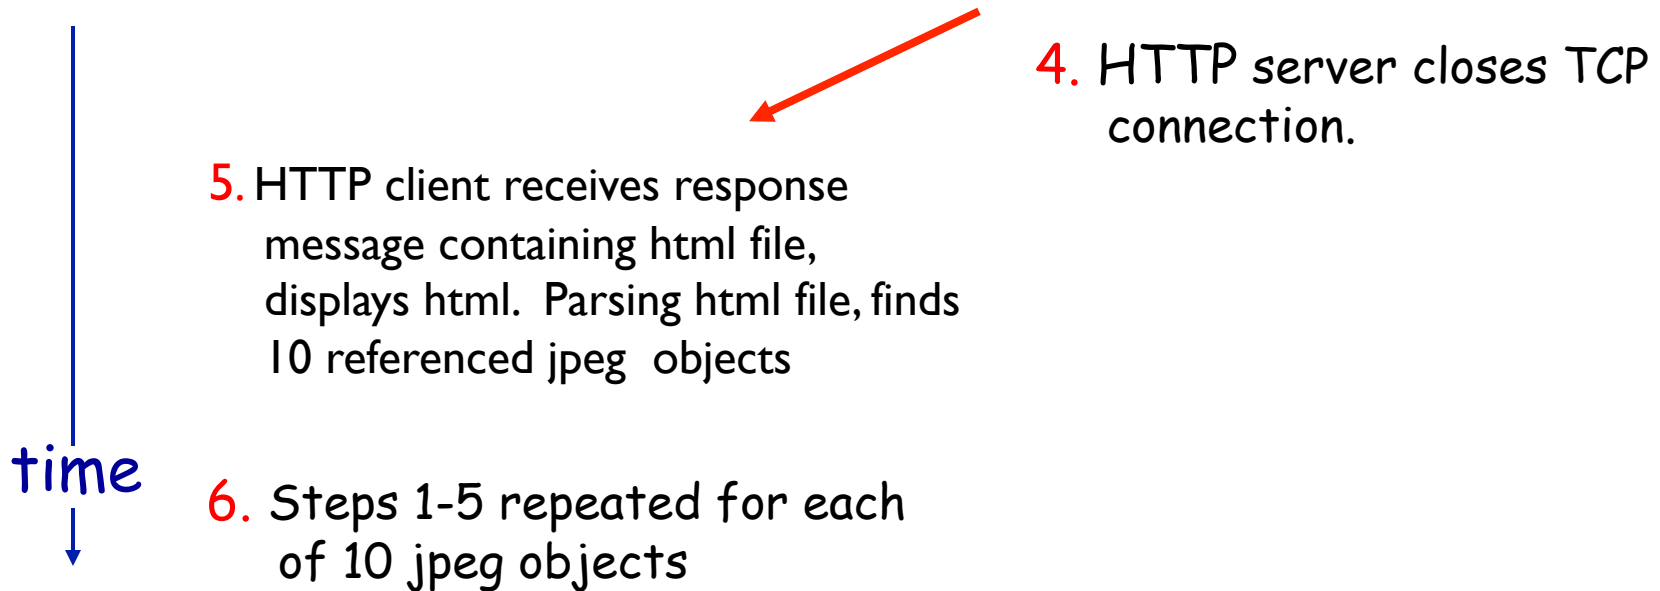 4. HTTP server closes TCP
connection.
5. HTTP client receives response
message containing html file,
displays html.  Parsing html file, finds
10 referenced jpeg  objects
time
6. Steps 1-5 repeated for each
of 10 jpeg objects